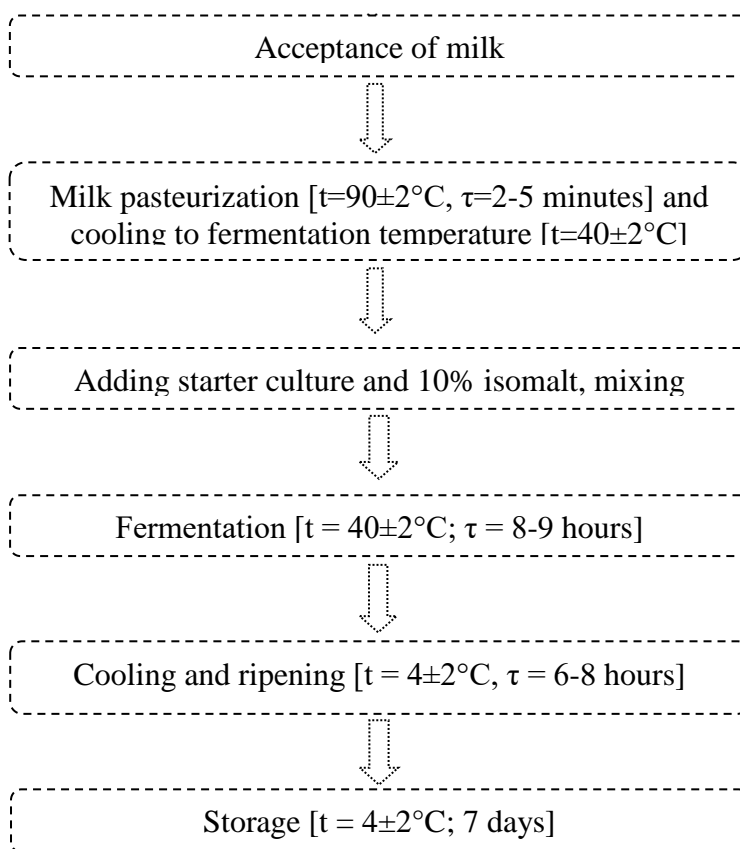 Acceptance of milk
Milk pasteurization [t=90±2°C, τ=2-5 minutes] and
cooling to fermentation temperature [t=40±2°C]
Adding starter culture and 10% isomalt, mixing
Fermentation [t = 40±2°C; τ = 8-9 hours]
Cooling and ripening [t = 4±2°C, τ = 6-8 hours]
Storage [t = 4±2°C; 7 days]